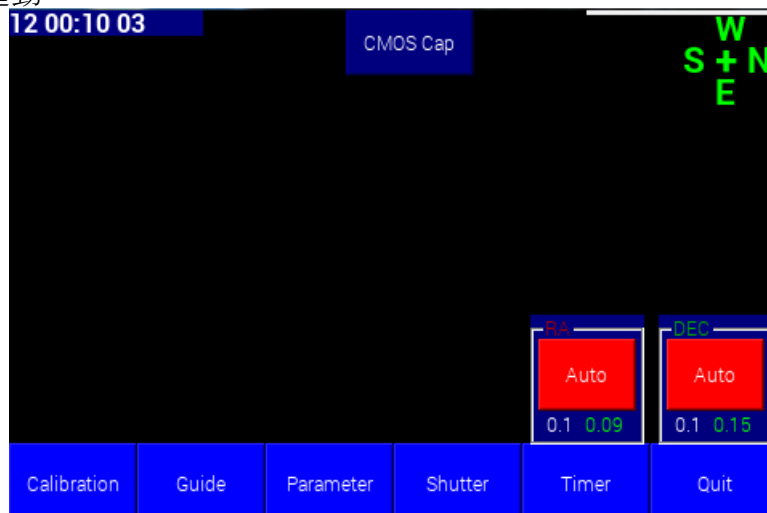 12 00:10 03
CMOS Cap
W
S + N
E
RA
DEC
Auto
Auto
0.1 0.09
0.1 0.15
Calibration
Guide
Parameter
Shutter
Timer
Quit